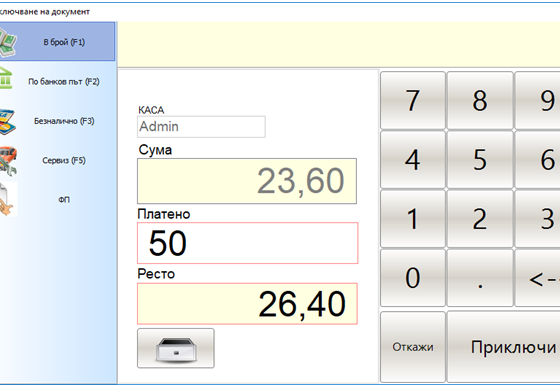 ключване на документ
В брой (F1)
По банков път (F2)
Безналично (F3)
Сервиз (F5)
ФП
КАСА
Admin
Сума
23,60
Платено
50
Ресто
26,40
7 8 9
4 5 6
1 2 3
0 . <-
Откажи Приключи